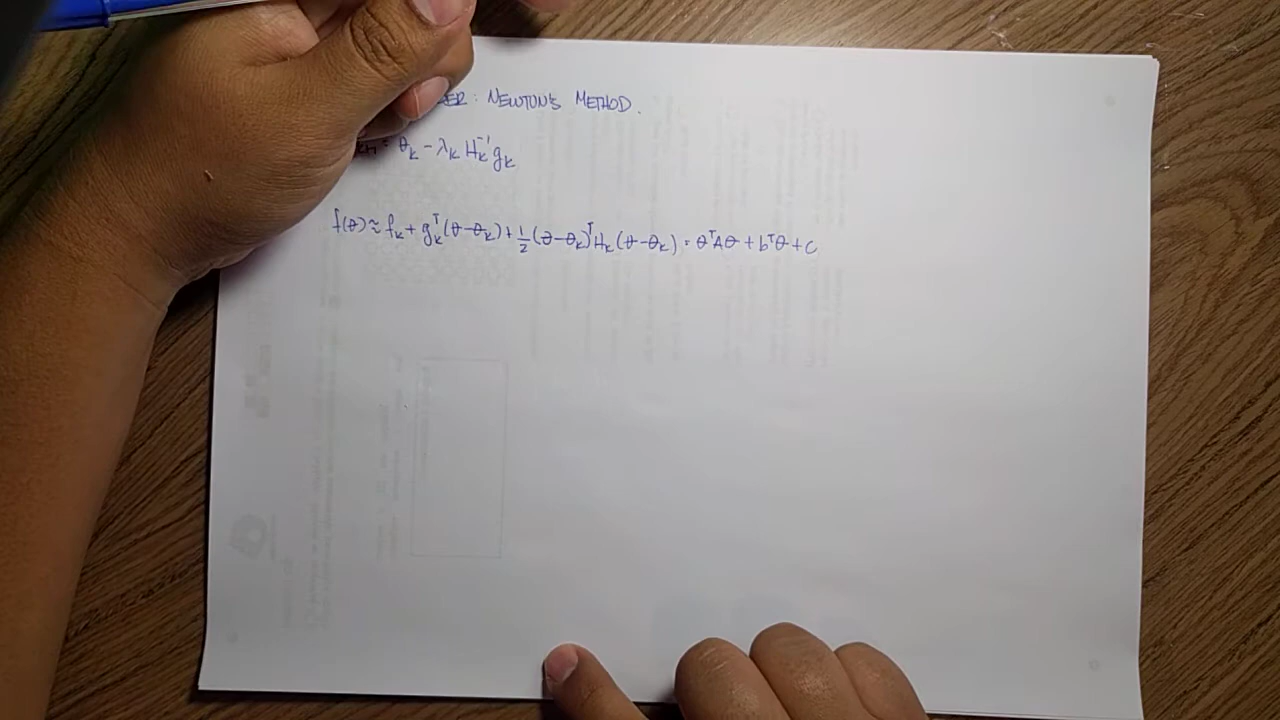 : NEWTON'S METHOD.
= θ_k - λ_k H_k^{-1} g_k
f(θ) ≈ f_k + g_k^T (θ - θ_k) + 1/2 (θ - θ_k)^T H_k (θ - θ_k) = θ^T A θ + b^T θ + c